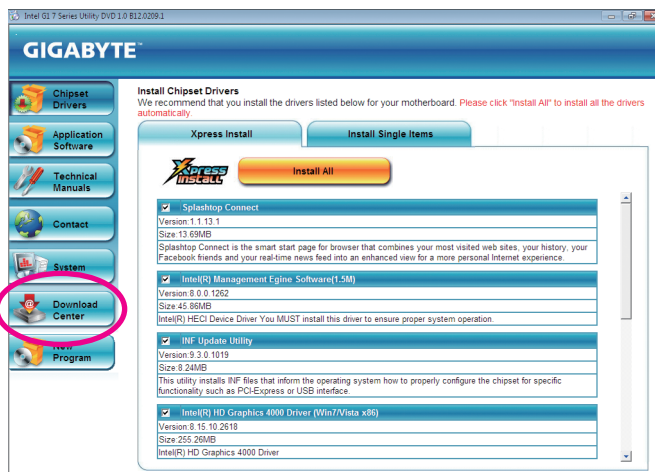 Intel G1 7 Series Utility DVD 1.0 B12.0209.1
GIGABYTE™
Chipset
Drivers
Application
Software
Technical
Manuals
Contact
System
Download
Center
New
Program
Install Chipset Drivers
We recommend that you install the drivers listed below for your motherboard. Please click "Install All" to install all the drivers
automatically.
Xpress Install
Install Single Items
Xpress
INSTALL
Install All
Splashtop Connect
Version:1.1.13.1
Size:13.69MB
Splashtop Connect is the smart start page for browser that combines your most visited web sites, your history, your
Facebook friends and your real-time news feed into an enhanced view for a more personal Internet experience.
Intel(R) Management Egine Software(1.5M)
Version:8.0.0.1262
Size:45.86MB
Intel(R) HECI Device Driver You MUST install this driver to ensure proper system operation.
INF Update Utility
Version:9.3.0.1019
Size:8.24MB
This utility installs INF files that inform the operating system how to properly configure the chipset for specific
functionality such as PCI-Express or USB interface.
Intel(R) HD Graphics 4000 Driver (Win7/Vista x86)
Version:8.15.10.2618
Size:255.26MB
Intel(R) HD Graphics 4000 Driver